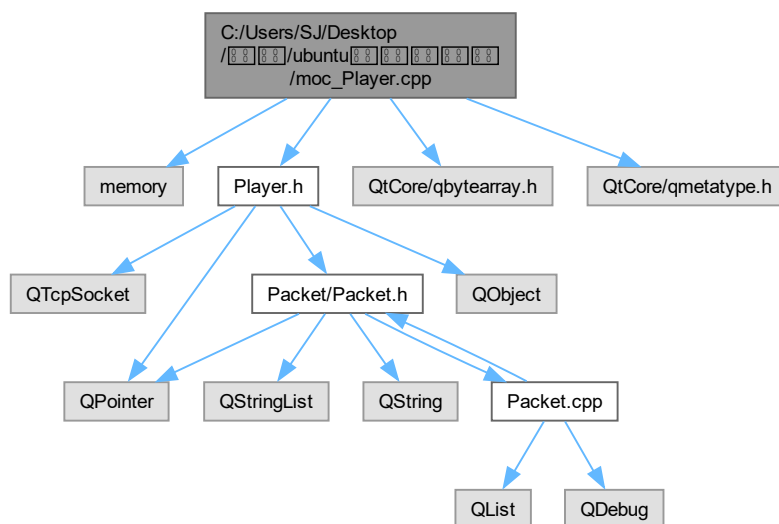 C:/Users/SJ/Desktop
/ubuntu
/moc_Player.cpp
memory
Player.h
QtCore/qbytearray.h
QtCore/qmetatype.h
QTcpSocket
Packet/Packet.h
QObject
QPointer
QStringList
QString
Packet.cpp
QList
QDebug